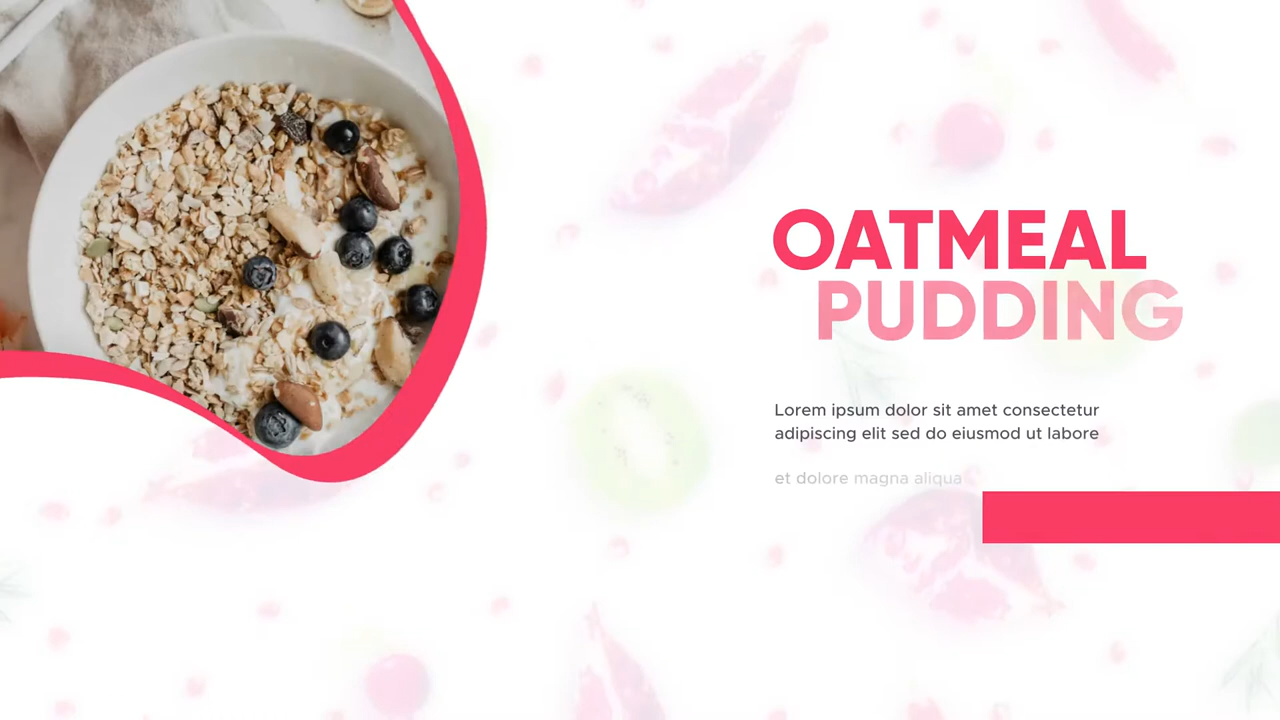 OATMEAL
PUDDING
Lorem ipsum dolor sit amet consectetur
adipiscing elit sed do eiusmod ut labore
et dolore magna aliqua